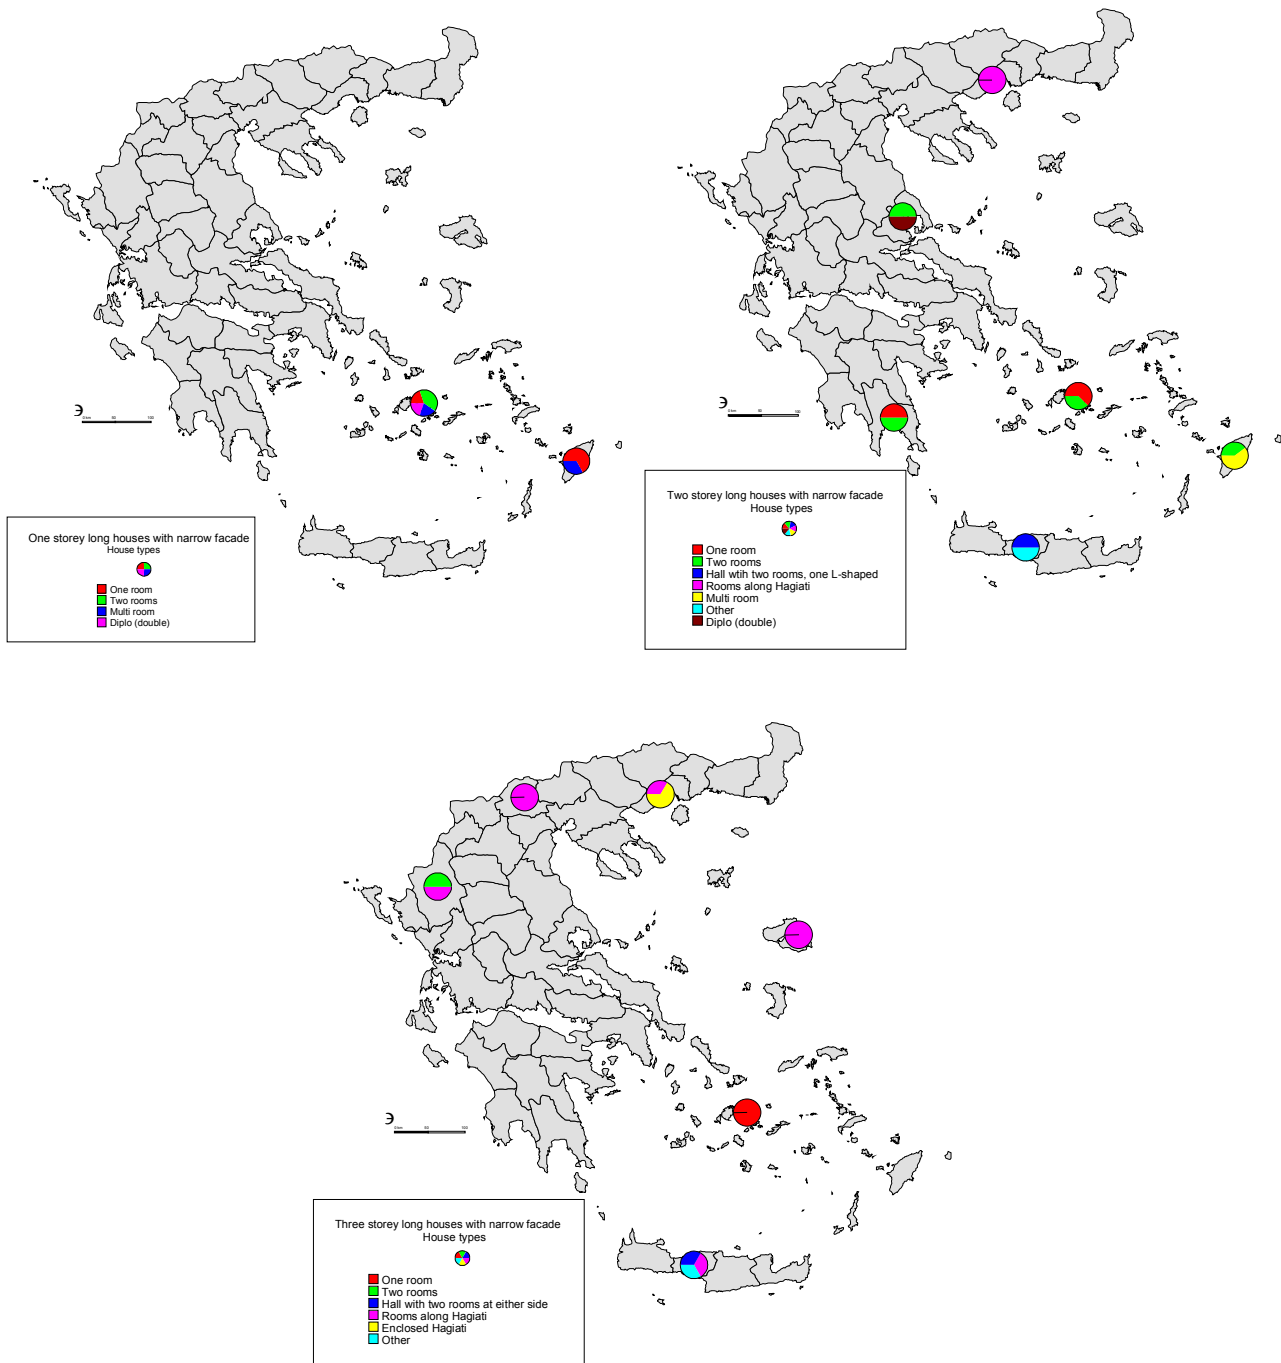 One storey long houses with narrow facade
House types
One room
Two rooms
Multi room
Diplo (double)
Two storey long houses with narrow facade
House types
One room
Two rooms
Hall wtih two rooms, one L-shaped
Rooms along Hagiati
Multi room
Other
Diplo (double)
Three storey long houses with narrow facade
House types
One room
Two rooms
Hall with two rooms at either side
Rooms along Hagiati
Enclosed Hagiati
Other